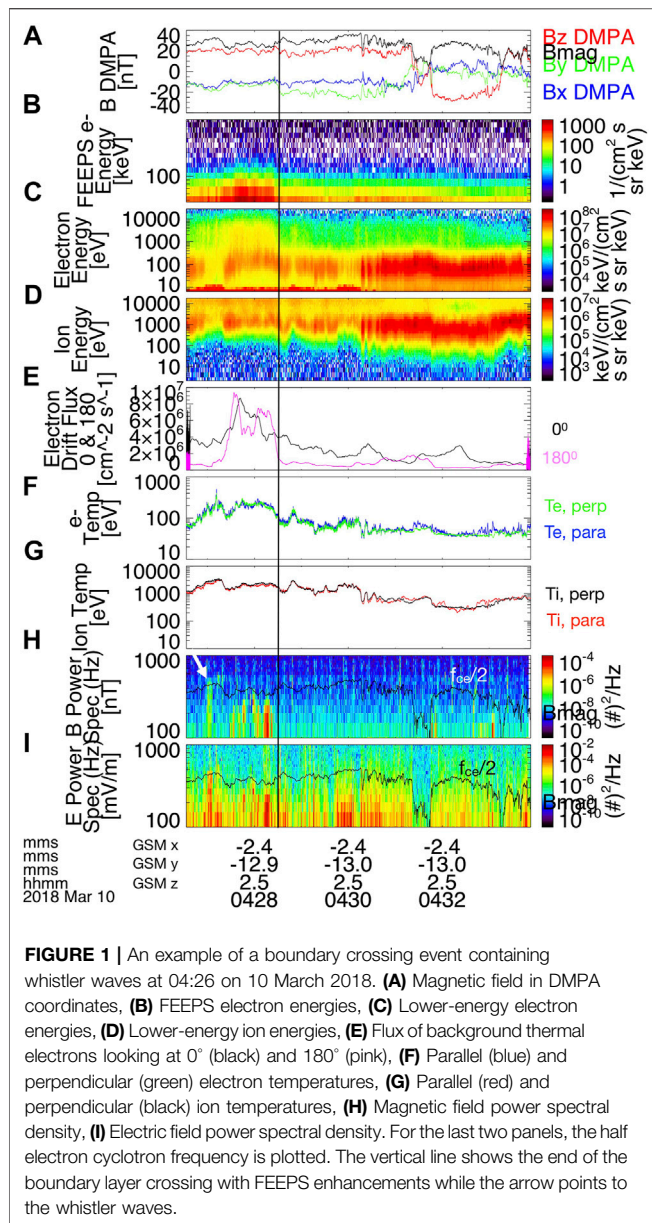 A
B DMPA
[nT]
40
20
0
-20
-40
Bz DMPA
Bmag
By DMPA
Bx DMPA
B
FEEPS e-
Energy
[keV]
100
1000
100
10
1
1/(cm² s
sr keV)
C
Electron
Energy
[eV]
10000
1000
100
10
10⁸
10⁷
10⁶
10⁵
10⁴
keV/(cm²
s sr keV)
D
Ion
Energy
[eV]
10000
1000
100
10
10⁷
10⁶
10⁵
10⁴
10³
keV/(cm²
s sr keV)
E
Electron
Drift Flux
0 & 180
[cm^-2 s^-1]
1×10⁷
8×10⁶
6×10⁶
4×10⁶
2×10⁶
0
0⁰
180⁰
F
e-
Temp
[eV]
1000
100
10
Te, perp
Te, para
G
Ion Temp
[eV]
10000
1000
100
10
Ti, perp
Ti, para
H
B Power
Spec (Hz)
[nT]
1000
100
fce/2
10⁻⁴
10⁻⁶
10⁻⁸
10⁻¹⁰
Bmag
(#)²/Hz
I
E Power
Spec (Hz)
[mV/m]
1000
100
fce/2
10⁻²
10⁻⁴
10⁻⁶
10⁻⁸
10⁻¹⁰
Bmag
(#)²/Hz
mms GSM x -2.4 -2.4 -2.4
mms GSM y -12.9 -13.0 -13.0
mms GSM z 2.5 2.5 2.5
hhmm 0428 0430 0432
2018 Mar 10
FIGURE 1 | An example of a boundary crossing event containing
whistler waves at 04:26 on 10 March 2018. (A) Magnetic field in DMPA
coordinates, (B) FEEPS electron energies, (C) Lower-energy electron
energies, (D) Lower-energy ion energies, (E) Flux of background thermal
electrons looking at 0° (black) and 180° (pink), (F) Parallel (blue) and
perpendicular (green) electron temperatures, (G) Parallel (red) and
perpendicular (black) ion temperatures, (H) Magnetic field power spectral
density, (I) Electric field power spectral density. For the last two panels, the half
electron cyclotron frequency is plotted. The vertical line shows the end of the
boundary layer crossing with FEEPS enhancements while the arrow points to
the whistler waves.